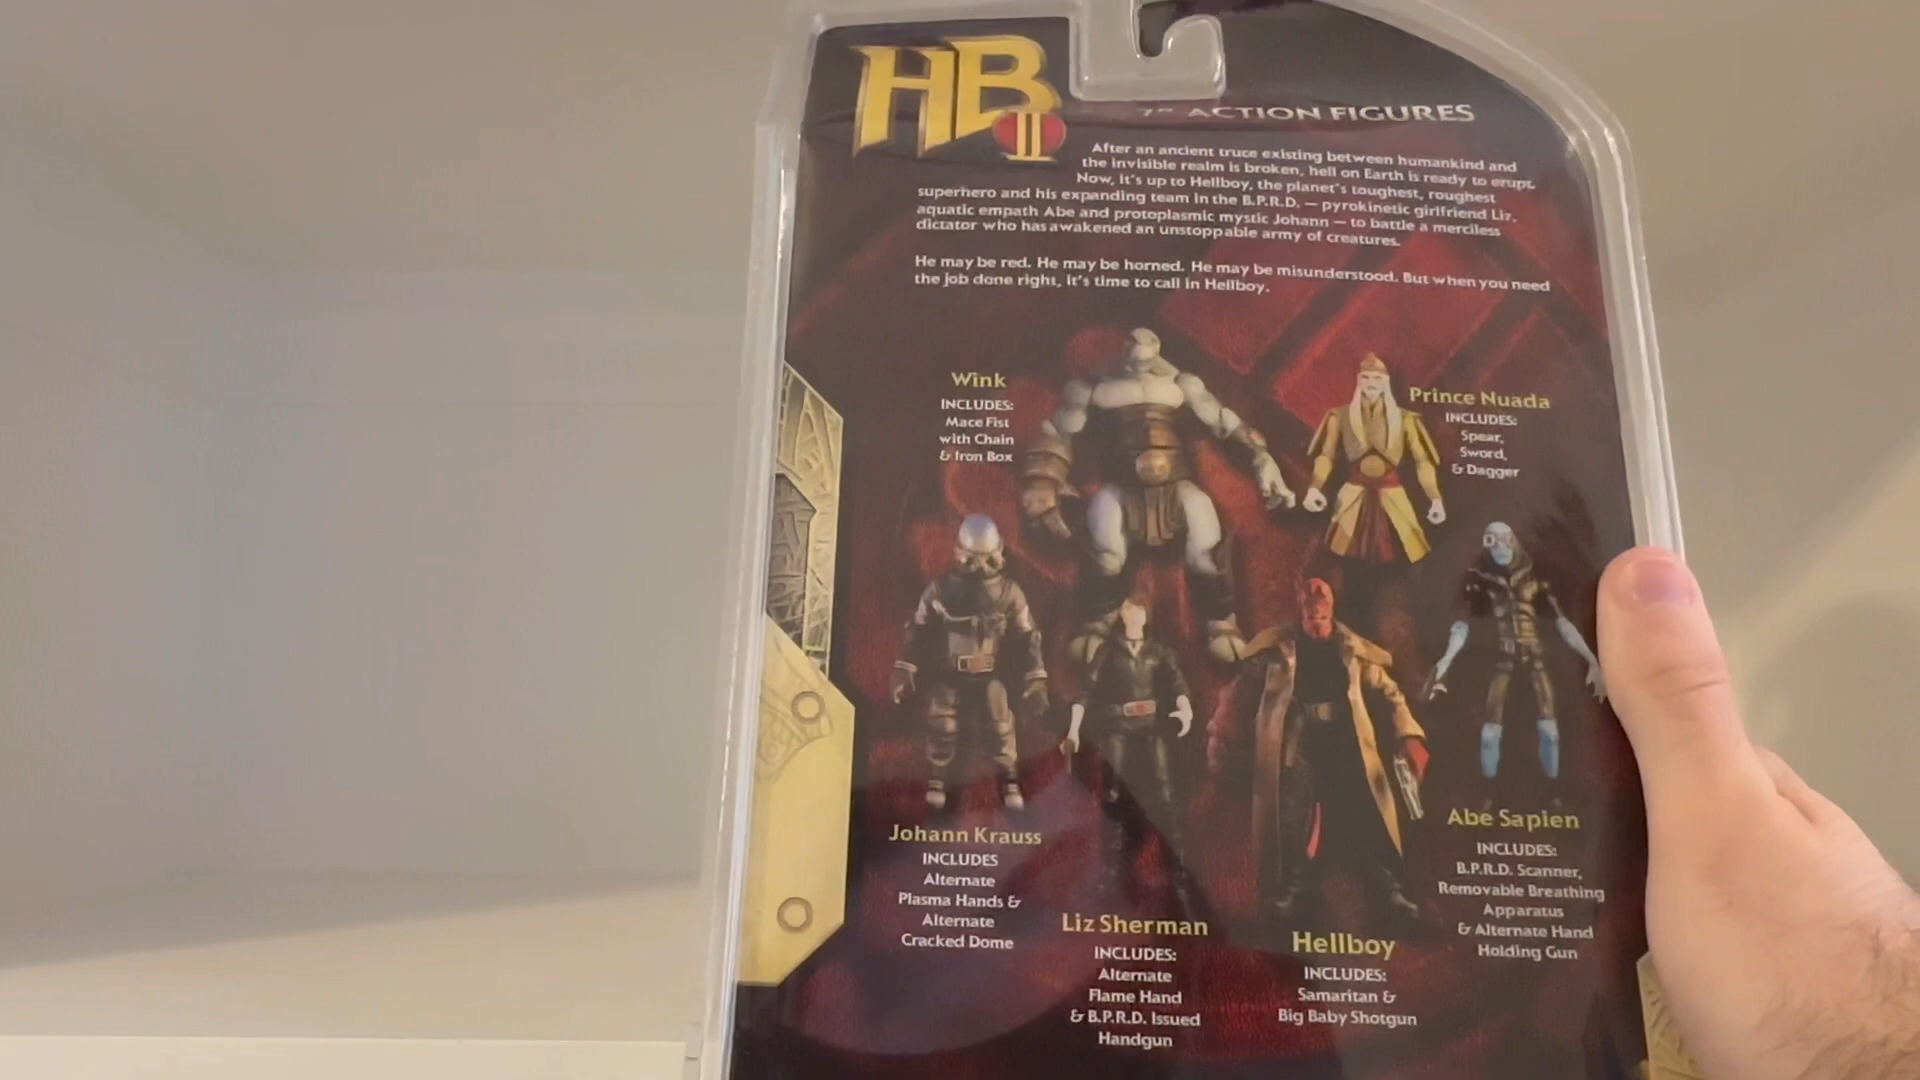 HB II
7" ACTION FIGURES
After an ancient truce existing between humankind and
the invisible realm is broken, hell on Earth is ready to erupt.
Now, it's up to Hellboy, the planet's toughest, roughest
superhero and his expanding team in the B.P.R.D. — pyrokinetic girlfriend Liz,
aquatic empath Abe and protoplasmic mystic Johann — to battle a merciless
dictator who has awakened an unstoppable army of creatures.
He may be red. He may be horned. He may be misunderstood. But when you need
the job done right, it's time to call in Hellboy.
Wink
INCLUDES:
Mace Fist
with Chain
& Iron Box
Prince Nuada
INCLUDES:
Spear,
Sword,
& Dagger
Johann Krauss
INCLUDES
Alternate
Plasma Hands &
Alternate
Cracked Dome
Liz Sherman
INCLUDES:
Alternate
Flame Hand
& B.P.R.D. Issued
Handgun
Hellboy
INCLUDES:
Samaritan &
Big Baby Shotgun
Abe Sapien
INCLUDES:
B.P.R.D. Scanner,
Removable Breathing
Apparatus
& Alternate Hand
Holding Gun